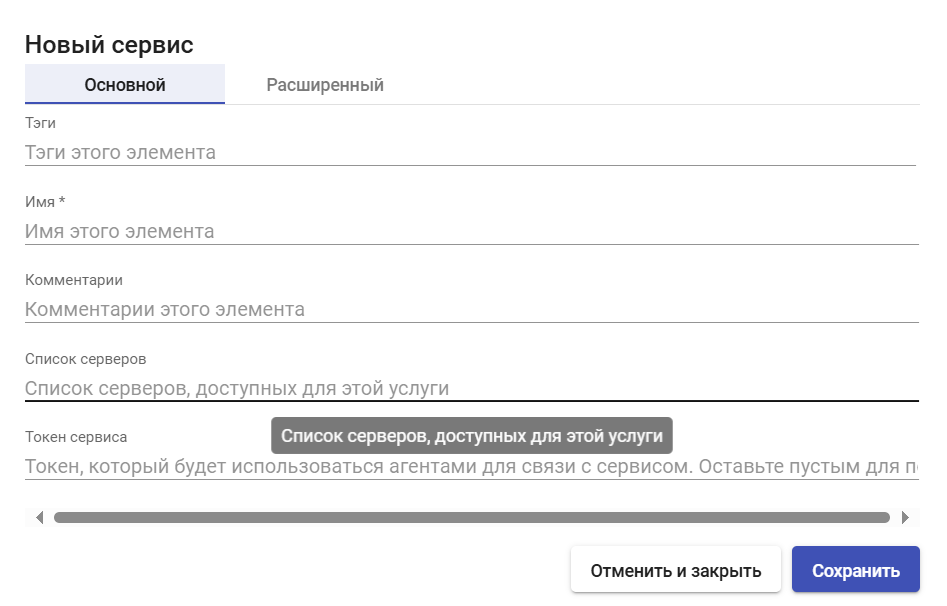 Новый сервис
Основной
Расширенный
Тэги
Тэги этого элемента
Имя *
Имя этого элемента
Комментарии
Комментарии этого элемента
Список серверов
Список серверов, доступных для этой услуги
Токен сервиса
Список серверов, доступных для этой услуги
Токен, который будет использоваться агентами для связи с сервисом. Оставьте пустым для
Отменить и закрыть
Сохранить